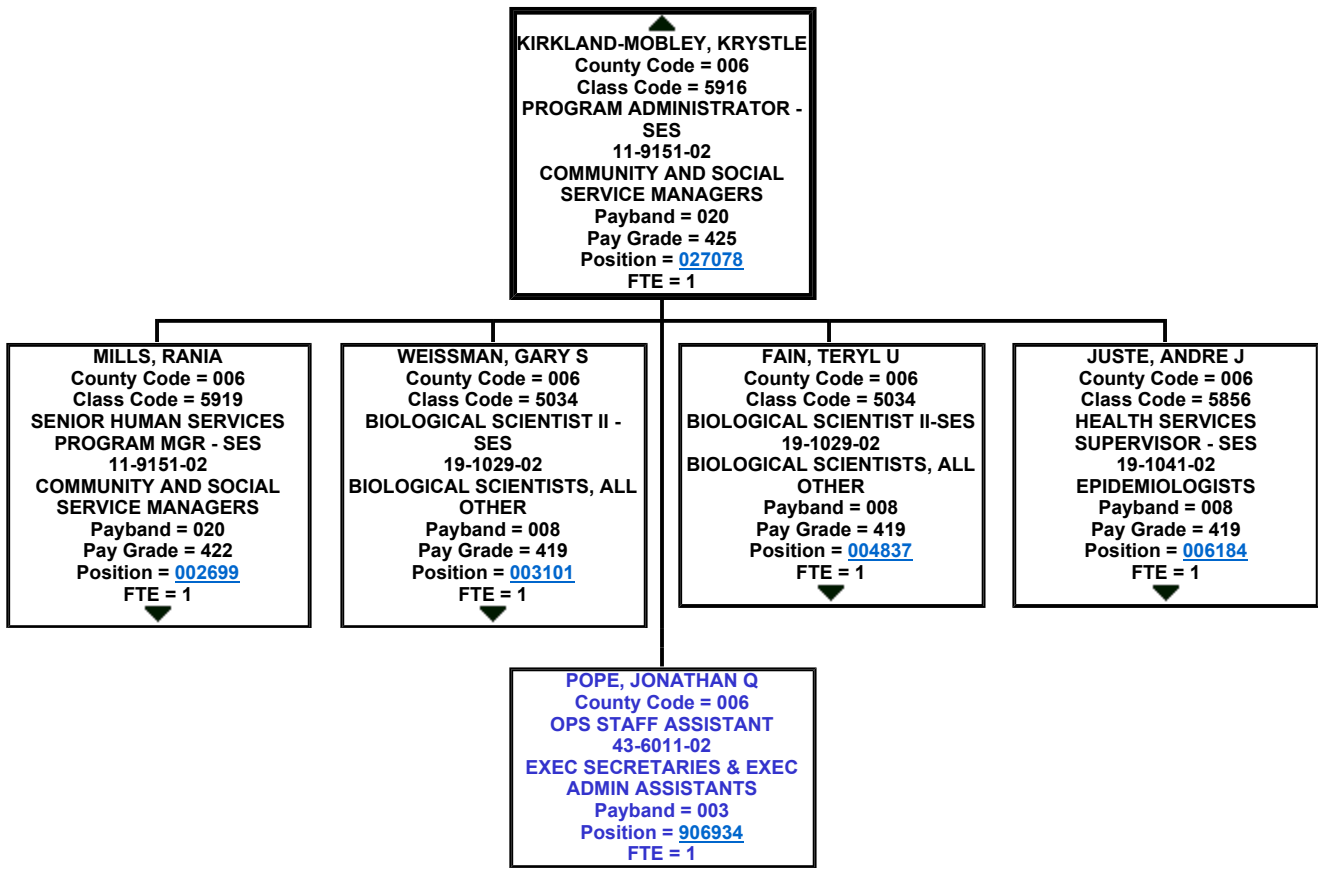 KIRKLAND-MOBLEY, KRYSTLE
County Code = 006
Class Code = 5916
PROGRAM ADMINISTRATOR -
SES
11-9151-02
COMMUNITY AND SOCIAL
SERVICE MANAGERS
Payband = 020
Pay Grade = 425
Position = 027078
FTE = 1
MILLS, RANIA
County Code = 006
Class Code = 5919
SENIOR HUMAN SERVICES
PROGRAM MGR - SES
11-9151-02
COMMUNITY AND SOCIAL
SERVICE MANAGERS
Payband = 020
Pay Grade = 422
Position = 002699
FTE = 1
WEISSMAN, GARY S
County Code = 006
Class Code = 5034
BIOLOGICAL SCIENTIST II -
SES
19-1029-02
BIOLOGICAL SCIENTISTS, ALL
OTHER
Payband = 008
Pay Grade = 419
Position = 003101
FTE = 1
FAIN, TERYL U
County Code = 006
Class Code = 5034
BIOLOGICAL SCIENTIST II-SES
19-1029-02
BIOLOGICAL SCIENTISTS, ALL
OTHER
Payband = 008
Pay Grade = 419
Position = 004837
FTE = 1
JUSTE, ANDRE J
County Code = 006
Class Code = 5856
HEALTH SERVICES
SUPERVISOR - SES
19-1041-02
EPIDEMIOLOGISTS
Payband = 008
Pay Grade = 419
Position = 006184
FTE = 1
POPE, JONATHAN Q
County Code = 006
OPS STAFF ASSISTANT
43-6011-02
EXEC SECRETARIES & EXEC
ADMIN ASSISTANTS
Payband = 003
Position = 906934
FTE = 1